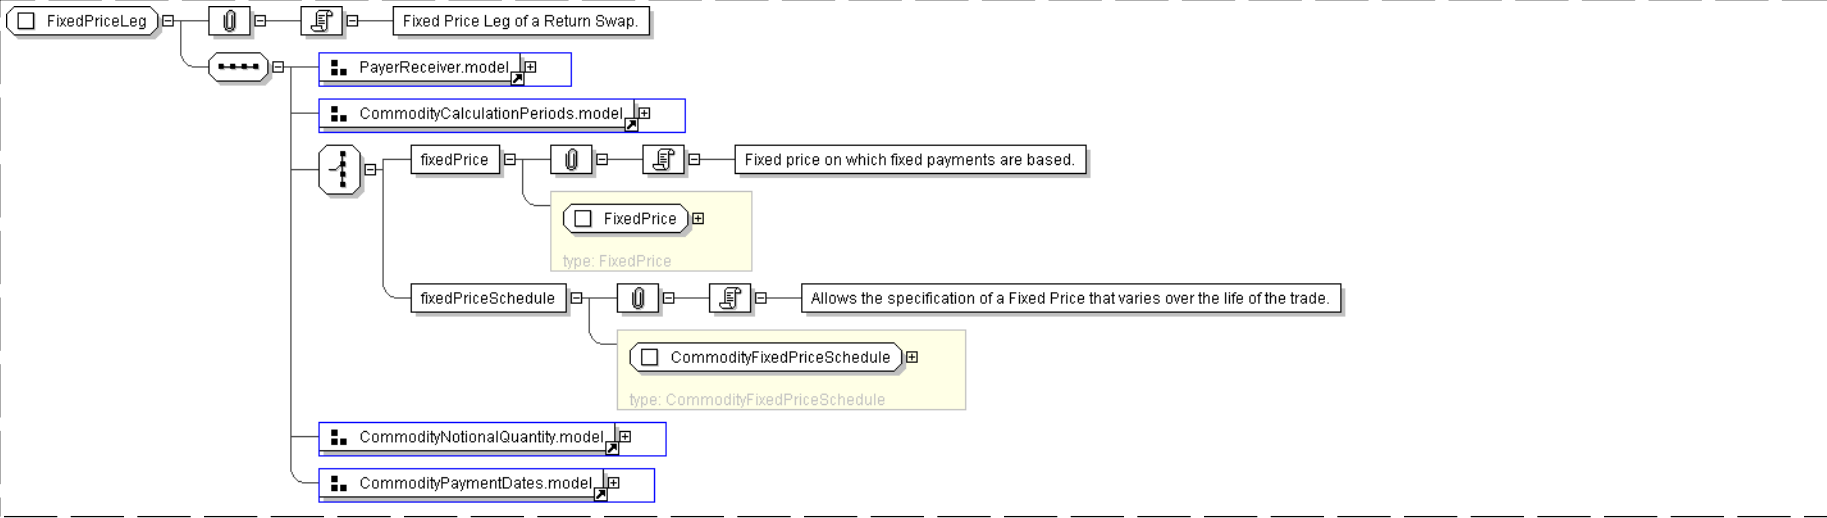 FixedPriceLeg
Fixed Price Leg of a Return Swap.
PayerReceiver.model
CommodityCalculationPeriods.model
fixedPrice
Fixed price on which fixed payments are based.
FixedPrice
type: FixedPrice
fixedPriceSchedule
Allows the specification of a Fixed Price that varies over the life of the trade.
CommodityFixedPriceSchedule
type: CommodityFixedPriceSchedule
CommodityNotionalQuantity.model
CommodityPaymentDates.model